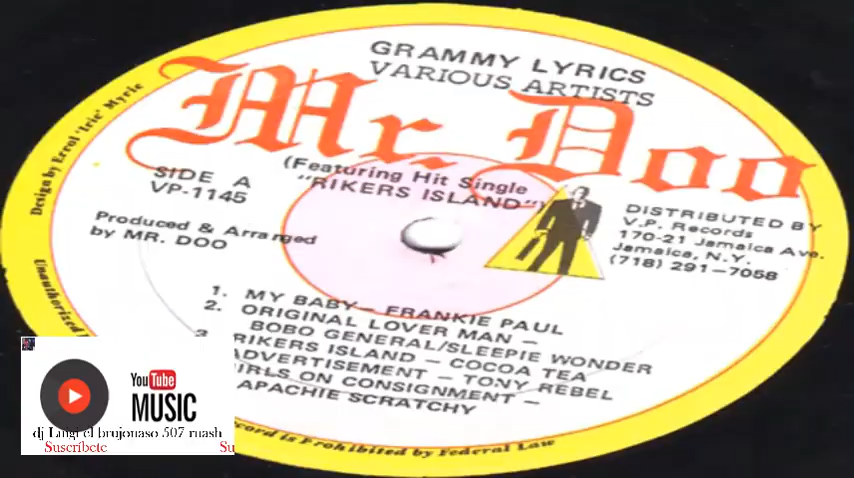 GRAMMY LYRICS
VARIOUS ARTISTS
Mr. Doo
(Featuring Hit Single
"RIKERS ISLAND")
SIDE A
VP-1145
Produced & Arranged
by MR. DOO
DISTRIBUTED BY
V.P. Records
170-21 Jamaica Ave.
Jamaica, N.Y.
(718) 291-7058
1. MY BABY - FRANKIE PAUL
2. ORIGINAL LOVER MAN -
BOBO GENERAL/SLEEPIE WONDER
RIKERS ISLAND - COCOA TEA
ADVERTISEMENT - TONY REBEL
GIRLS ON CONSIGNMENT -
APACHIE SCRATCHY
Design by Errol 'Irie' Myrie
Unauthorized
record is Prohibited by Federal Law
YouTube
MUSIC
dj Luigi el brujonaso 507 ruash
Suscríbete
Su